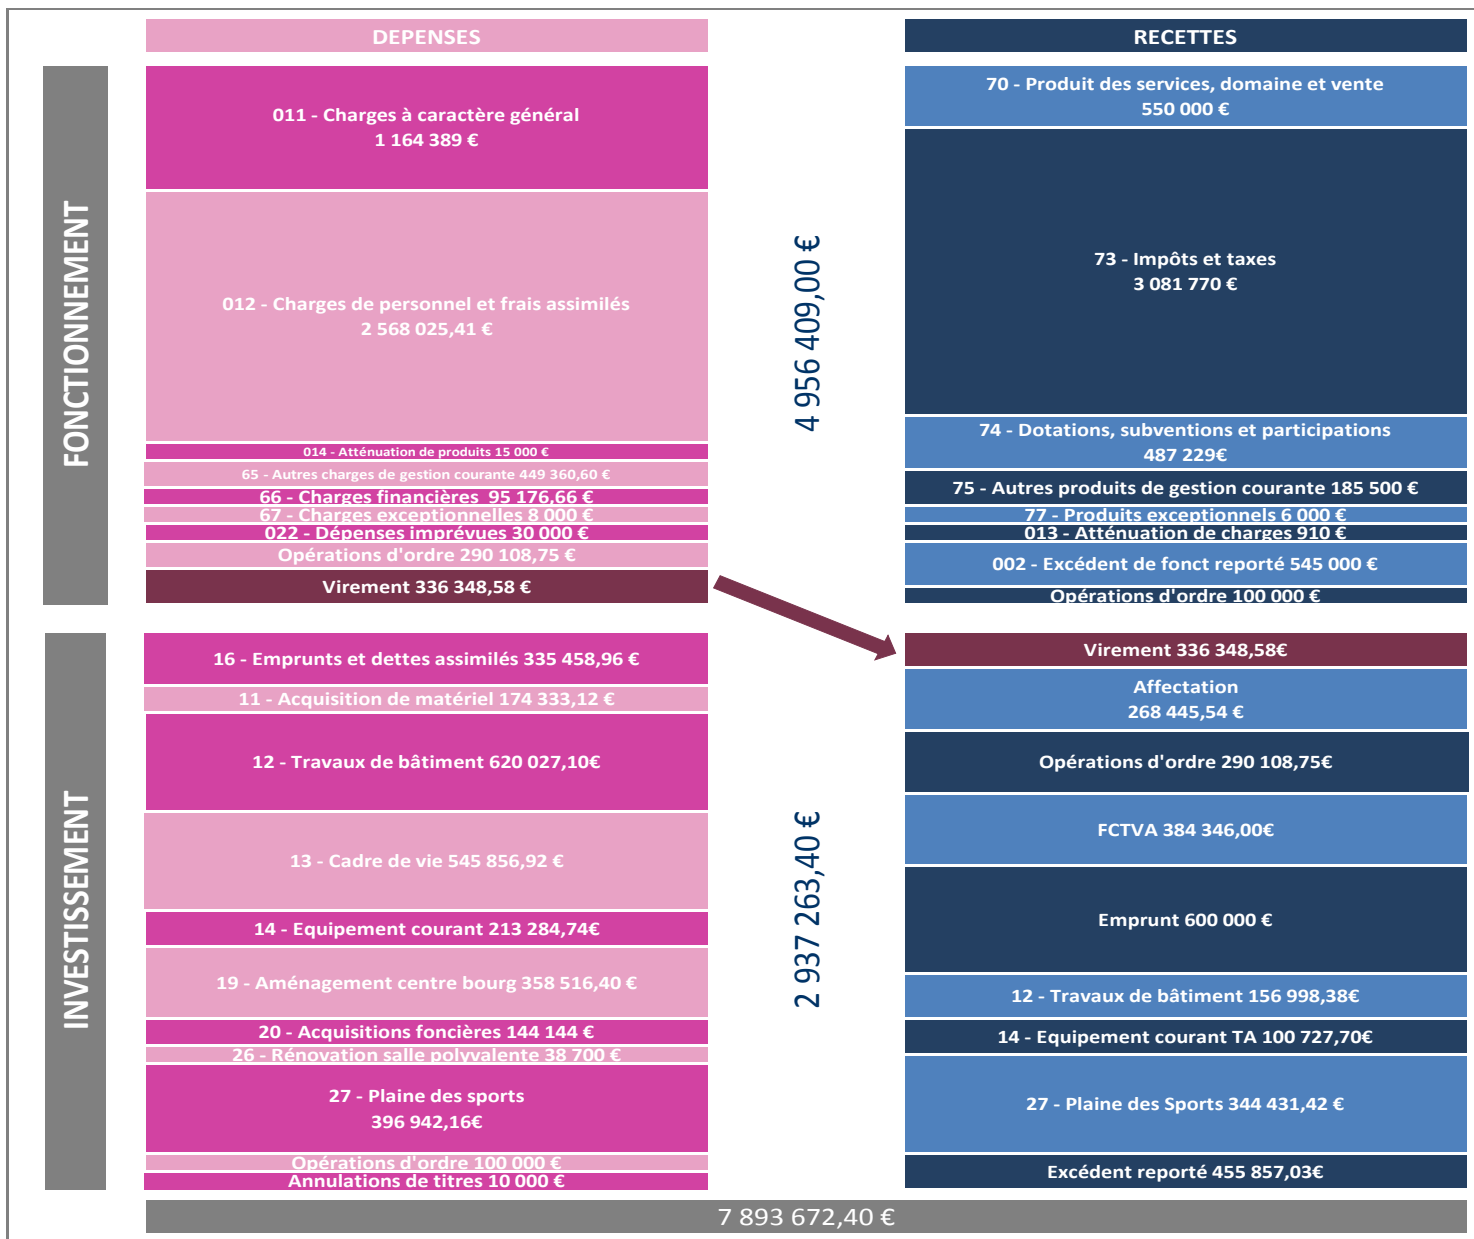 DEPENSES
RECETTES
FONCTIONNEMENT
011 - Charges à caractère général
1 164 389 €
012 - Charges de personnel et frais assimilés
2 568 025,41 €
014 - Atténuation de produits 15 000 €
65 - Autres charges de gestion courante 449 360,60 €
66 - Charges financières  95 176,66 €
67 - Charges exceptionnelles 8 000 €
022 - Dépenses imprévues 30 000 €
Opérations d'ordre 290 108,75 €
Virement 336 348,58 €
4 956 409,00 €
70 - Produit des services, domaine et vente
550 000 €
73 - Impôts et taxes
3 081 770 €
74 - Dotations, subventions et participations
487 229€
75 - Autres produits de gestion courante 185 500 €
77 - Produits exceptionnels 6 000 €
013 - Atténuation de charges 910 €
002 - Excédent de fonct reporté 545 000 €
Opérations d'ordre 100 000 €
INVESTISSEMENT
16 - Emprunts et dettes assimilés 335 458,96 €
11 - Acquisition de matériel 174 333,12 €
12 - Travaux de bâtiment 620 027,10€
13 - Cadre de vie 545 856,92 €
14 - Equipement courant 213 284,74€
19 - Aménagement centre bourg 358 516,40 €
20 - Acquisitions foncières 144 144 €
26 - Rénovation salle polyvalente 38 700 €
27 - Plaine des sports
396 942,16€
Opérations d'ordre 100 000 €
Annulations de titres 10 000 €
2 937 263,40 €
Virement 336 348,58€
Affectation
268 445,54 €
Opérations d'ordre 290 108,75€
FCTVA 384 346,00€
Emprunt 600 000 €
12 - Travaux de bâtiment 156 998,38€
14 - Equipement courant TA 100 727,70€
27 - Plaine des Sports 344 431,42 €
Excédent reporté 455 857,03€
7 893 672,40 €